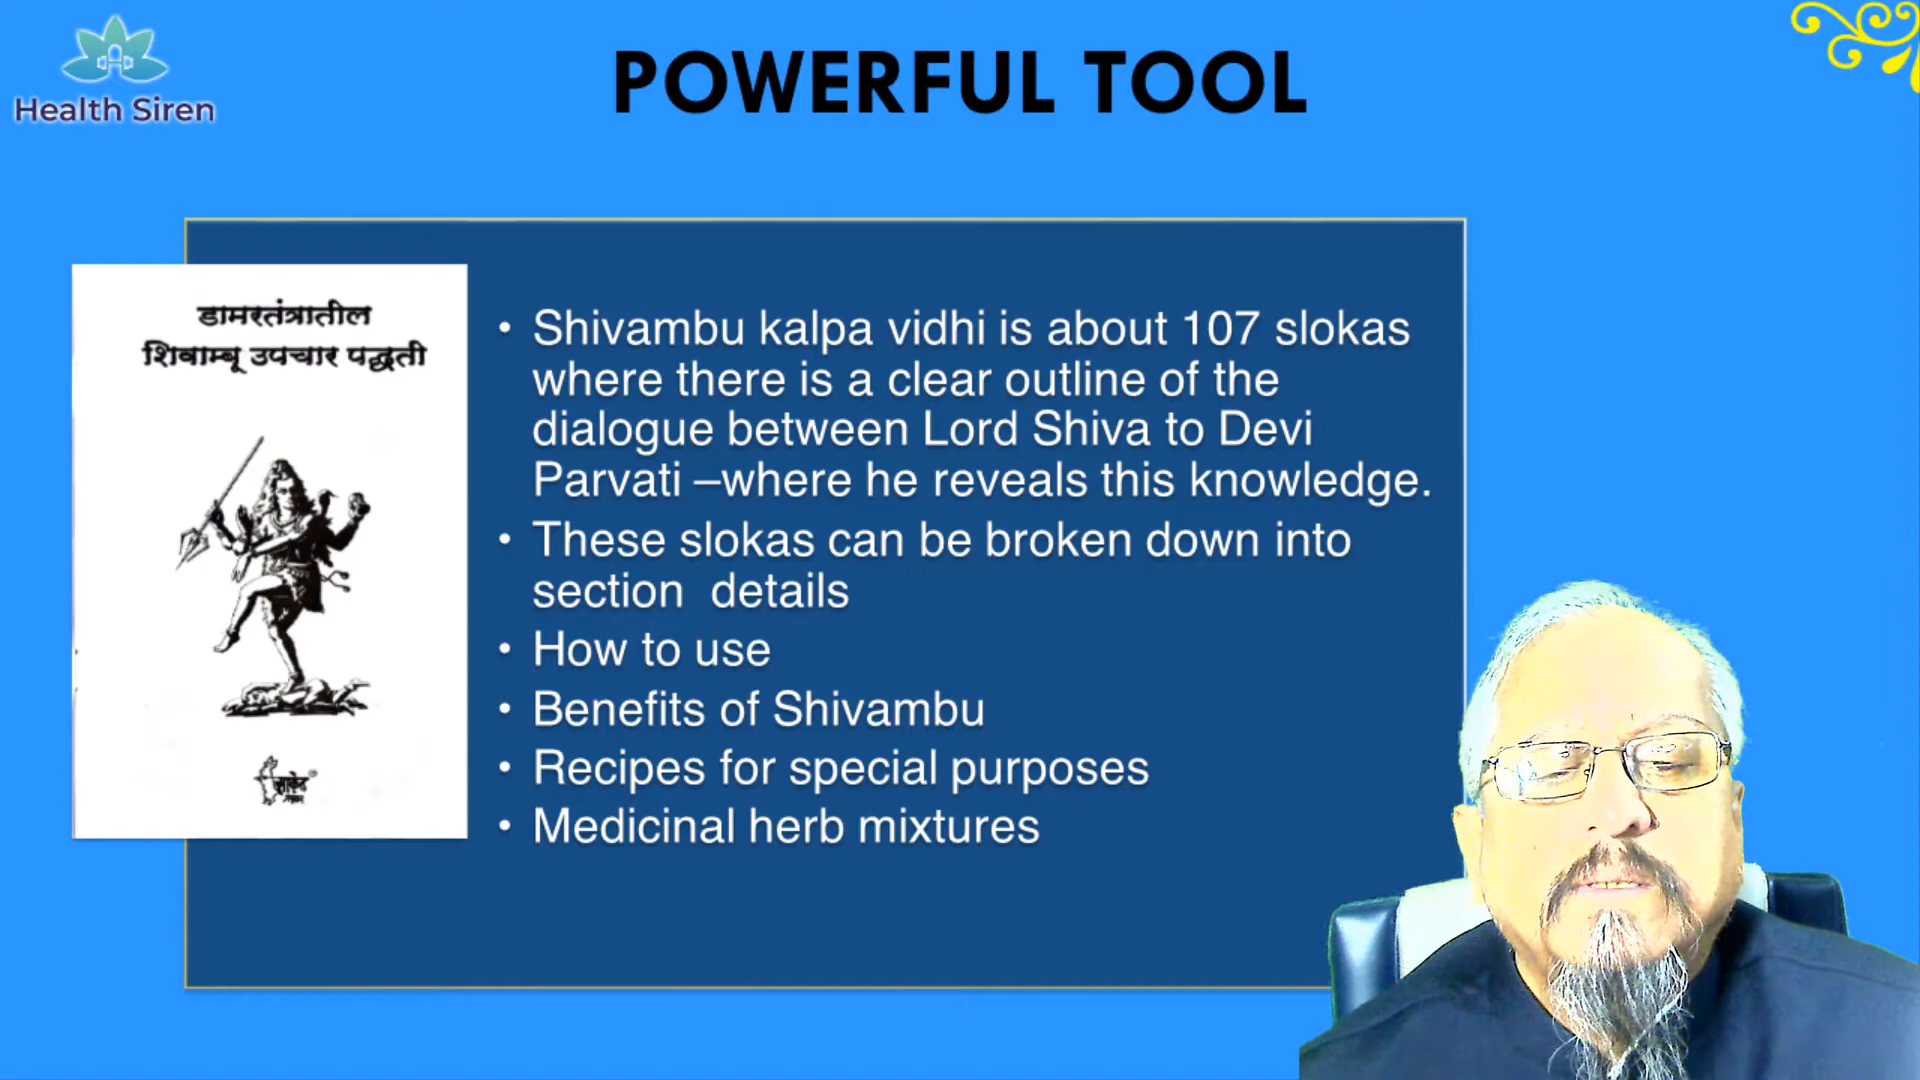 Health Siren
POWERFUL TOOL
डामरतंत्रातील
शिवाम्बू उपचार पद्धती
• Shivambu kalpa vidhi is about 107 slokas
where there is a clear outline of the
dialogue between Lord Shiva to Devi
Parvati –where he reveals this knowledge.
• These slokas can be broken down into
section details
• How to use
• Benefits of Shivambu
• Recipes for special purposes
• Medicinal herb mixtures